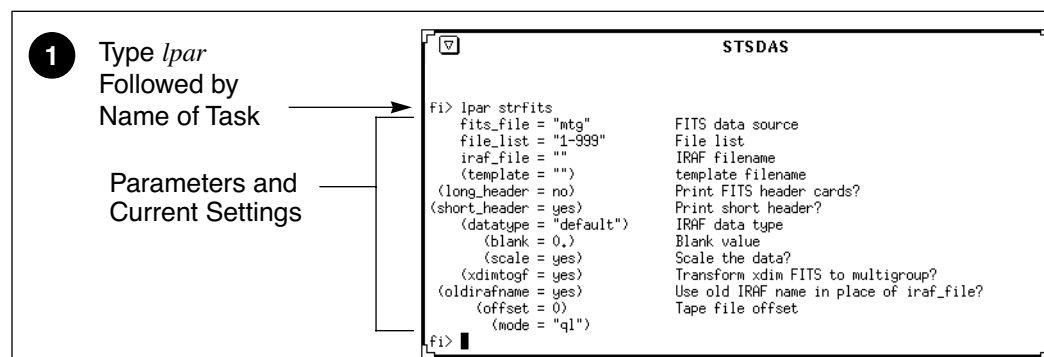 1
Type lpar
Followed by
Name of Task
Parameters and
Current Settings
STSDAS
fi> lpar strfits
fits_file = "mtg" FITS data source
file_list = "1-999" File list
iraf_file = "" IRAF filename
(template = "") template filename
(long_header = no) Print FITS header cards?
(short_header = yes) Print short header?
(datatype = "default") IRAF data type
(blank = 0.) Blank value
(scale = yes) Scale the data?
(xdimtogf = yes) Transform xdim FITS to multigroup?
(oldirafname = yes) Use old IRAF name in place of iraf_file?
(offset = 0) Tape file offset
(mode = "ql")
fi>